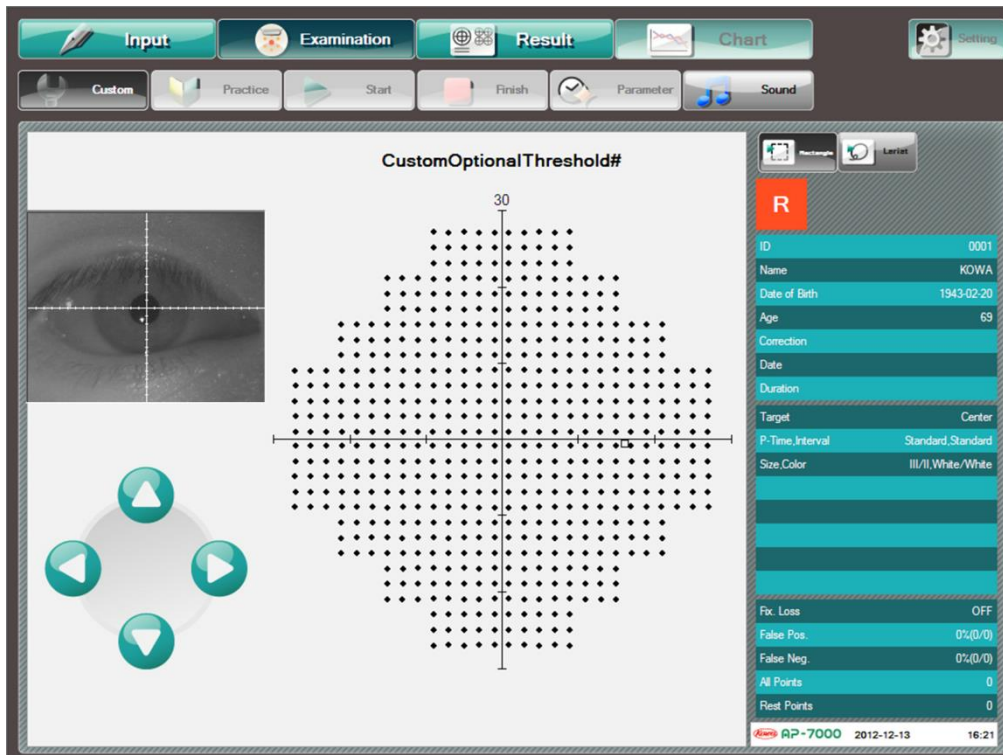 Input Examination Result Chart Setting
Custom Practice Start Finish Parameter Sound
CustomOptionalThreshold#
30
Rectangle Lariat
R
ID 0001
Name KOWA
Date of Birth 1943-02-20
Age 69
Correction
Date
Duration
Target Center
P-Time,Interval Standard,Standard
Size,Color III/II,White/White
Fix. Loss OFF
False Pos. 0%(0/0)
False Neg. 0%(0/0)
All Points 0
Rest Points 0
Kowa AP-7000 2012-12-13 16:21